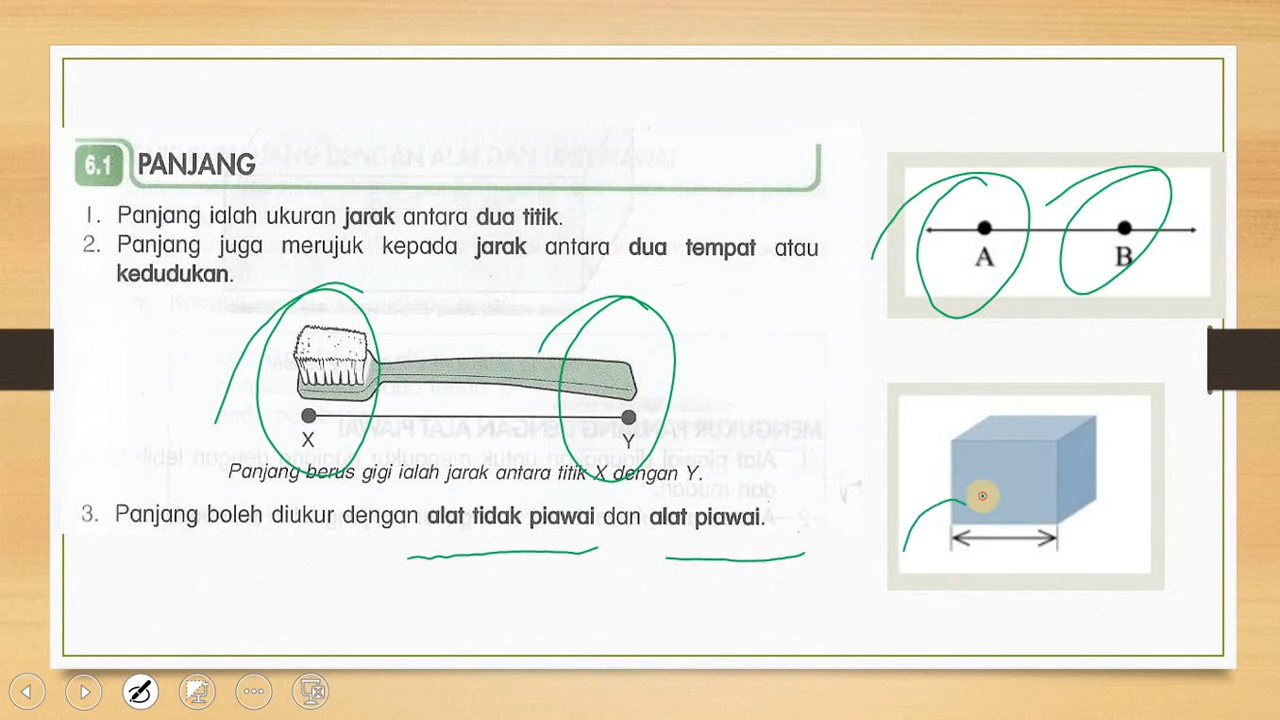 6.1 PANJANG
1. Panjang ialah ukuran jarak antara dua titik.
2. Panjang juga merujuk kepada jarak antara dua tempat atau
kedudukan.
X Y
Panjang berus gigi ialah jarak antara titik X dengan Y.
3. Panjang boleh diukur dengan alat tidak piawai dan alat piawai.
A B